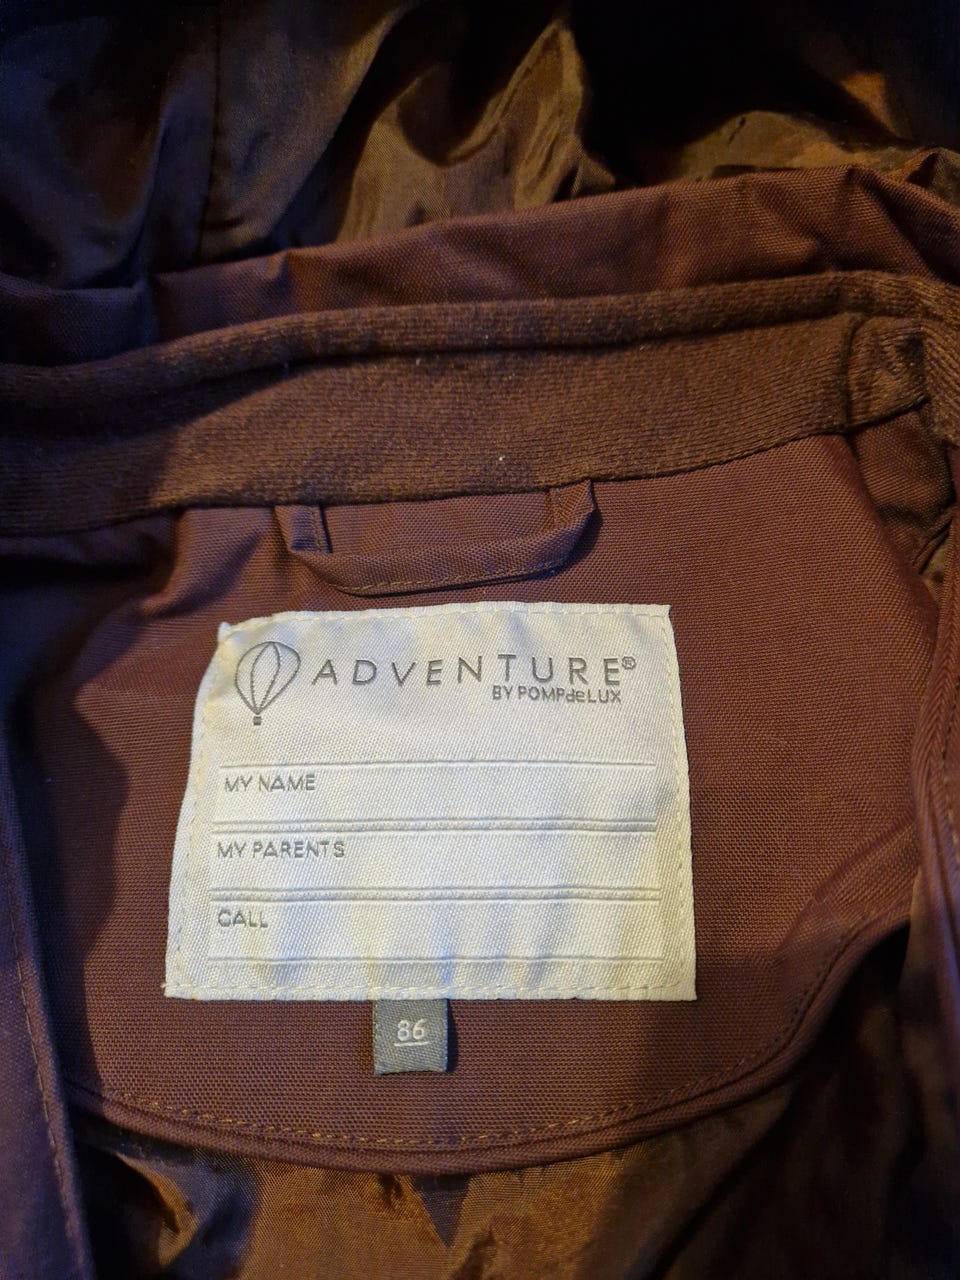 ADVENTURE®
BY POMPdeLUX
MY NAME
MY PARENTS
CALL
86